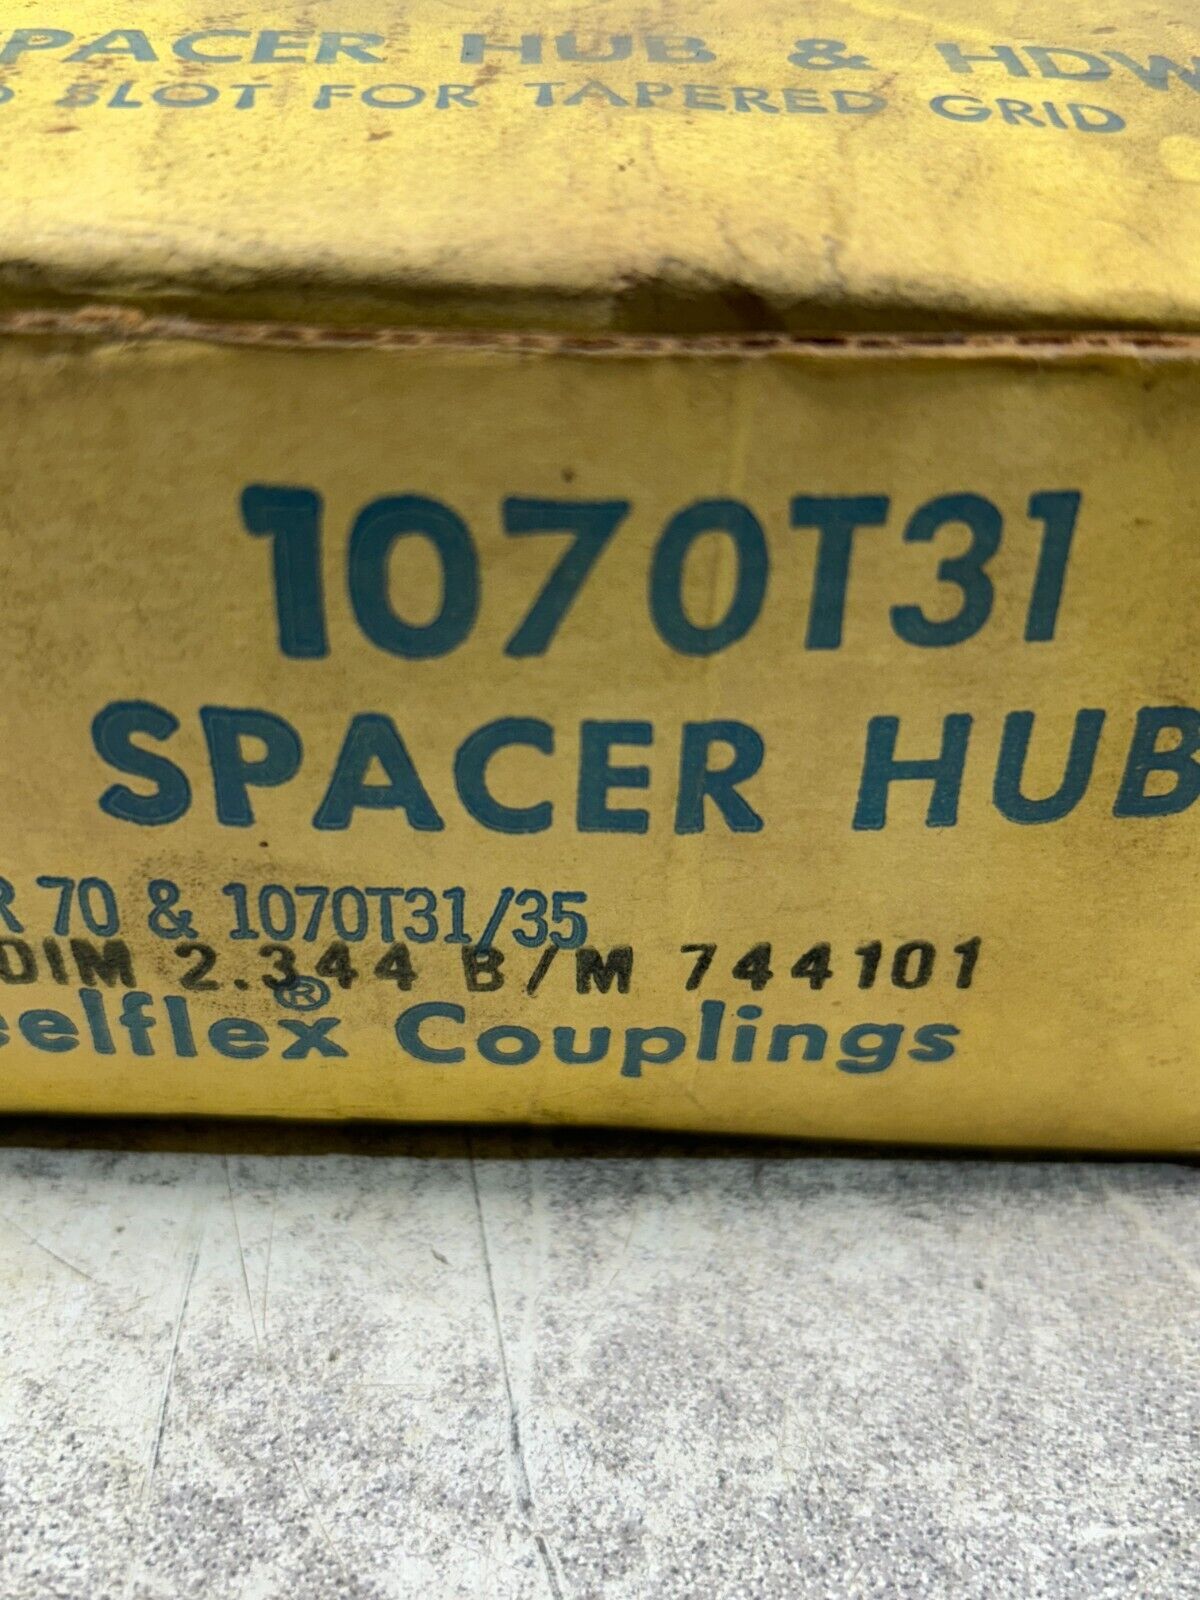 PACER HUB & HDW
SLOT FOR TAPERED GRID
1070T31
SPACER HUB
R 70 & 1070T31/35
DIM 2.344 B/M 744101
eelflex® Couplings